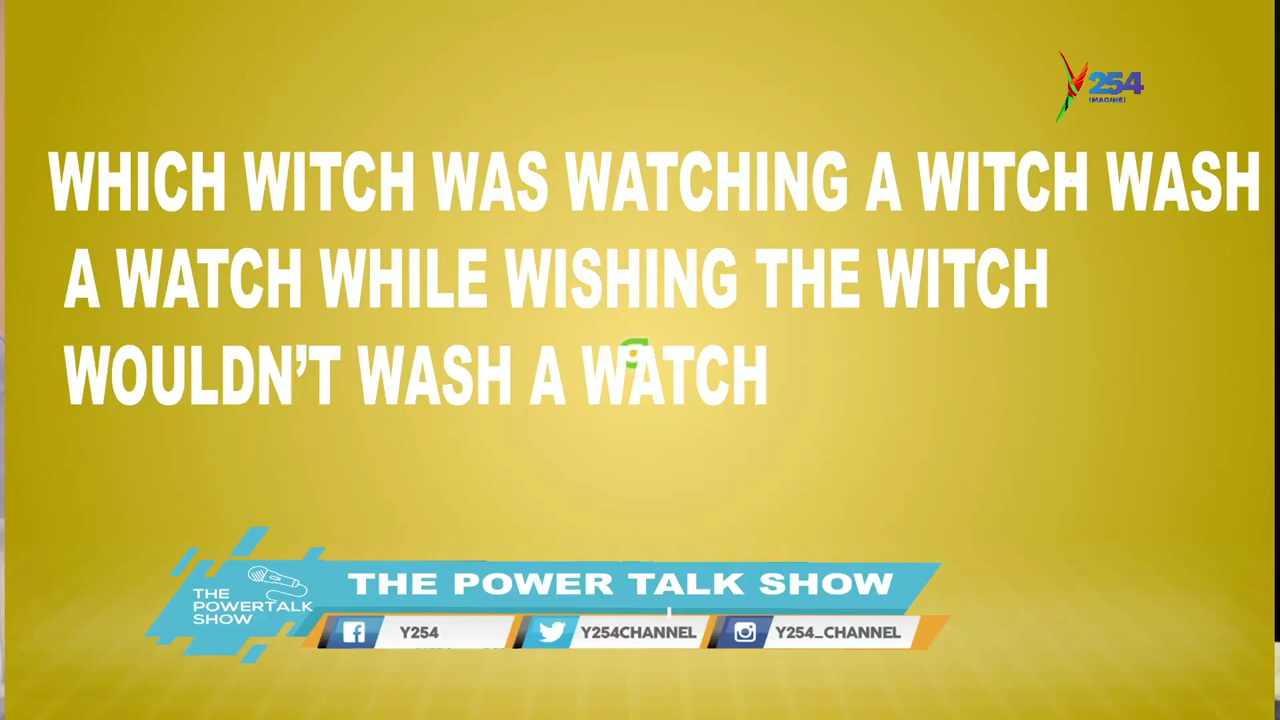 254
IMAGINE!
WHICH WITCH WAS WATCHING A WITCH WASH
A WATCH WHILE WISHING THE WITCH
WOULDN’T WASH A WATCH
THE POWER TALK SHOW
THE
POWERTALK
SHOW
Y254
Y254CHANNEL
Y254_CHANNEL